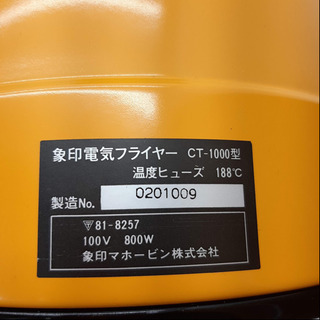 象印電気フライヤー CT-1000型
温度ヒューズ 188℃
製造No. 0201009
▽81-8257
100V 800W
象印マホービン株式会社